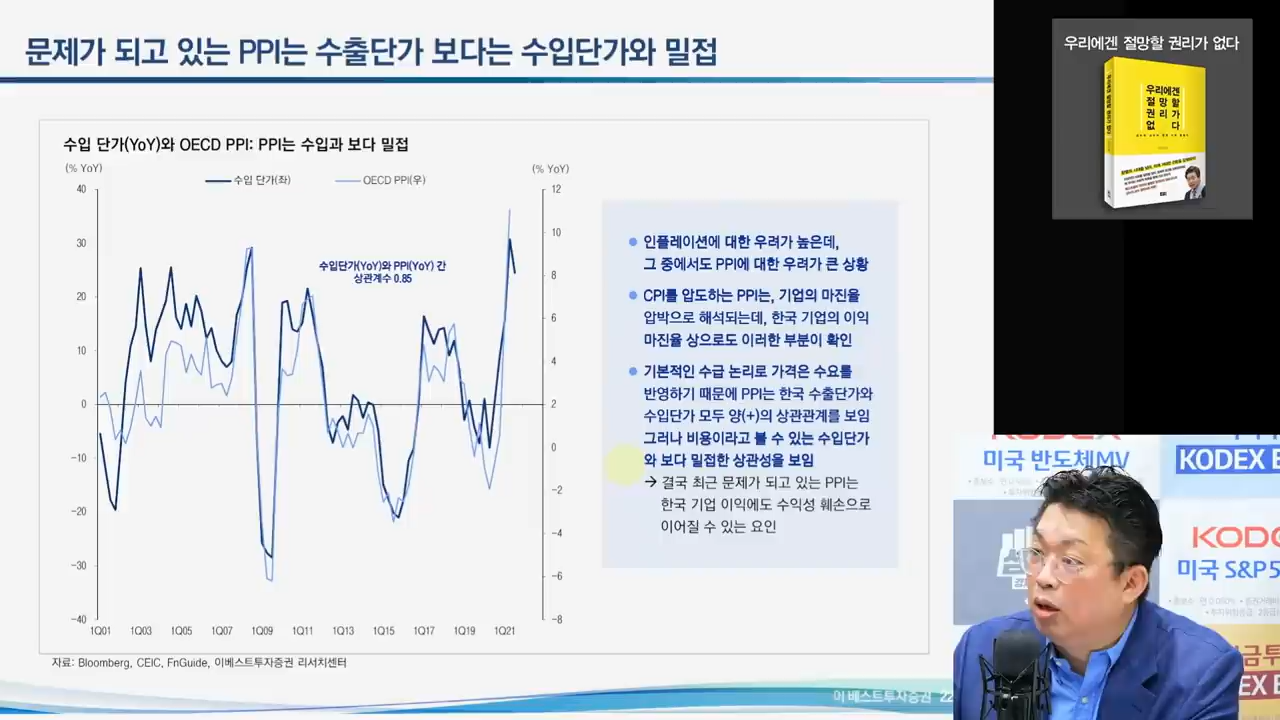 문제가 되고 있는 PPI는 수출단가 보다는 수입단가와 밀접
우리에겐 절망할 권리가 없다
우리에겐
절망할
권리가
없다
수입 단가(YoY)와 OECD PPI: PPI는 수입과 보다 밀접
(% YoY)
(% YoY)
수입 단가(좌)
OECD PPI(우)
수입단가(YoY)와 PPI(YoY) 간
상관계수 0.85
40
30
20
10
0
-10
-20
-30
-40
12
10
8
6
4
2
0
-2
-4
-6
-8
1Q01
1Q03
1Q05
1Q07
1Q09
1Q11
1Q13
1Q15
1Q17
1Q19
1Q21
인플레이션에 대한 우려가 높은데,
그 중에서도 PPI에 대한 우려가 큰 상황
CPI를 압도하는 PPI는, 기업의 마진율
압박으로 해석되는데, 한국 기업의 이익
마진율 상으로도 이러한 부분이 확인
기본적인 수급 논리로 가격은 수요를
반영하기 때문에 PPI는 한국 수출단가와
수입단가 모두 양(+)의 상관관계를 보임
그러나 비용이라고 볼 수 있는 수입단가
와 보다 밀접한 상관성을 보임
→ 결국 최근 문제가 되고 있는 PPI는
한국 기업 이익에도 수익성 훼손으로
이어질 수 있는 요인
자료: Bloomberg, CEIC, FnGuide, 이베스트투자증권 리서치센터
이베스트투자증권 22
KODEX
미국 반도체MV
KODEX
미국 S&P5
KODEX